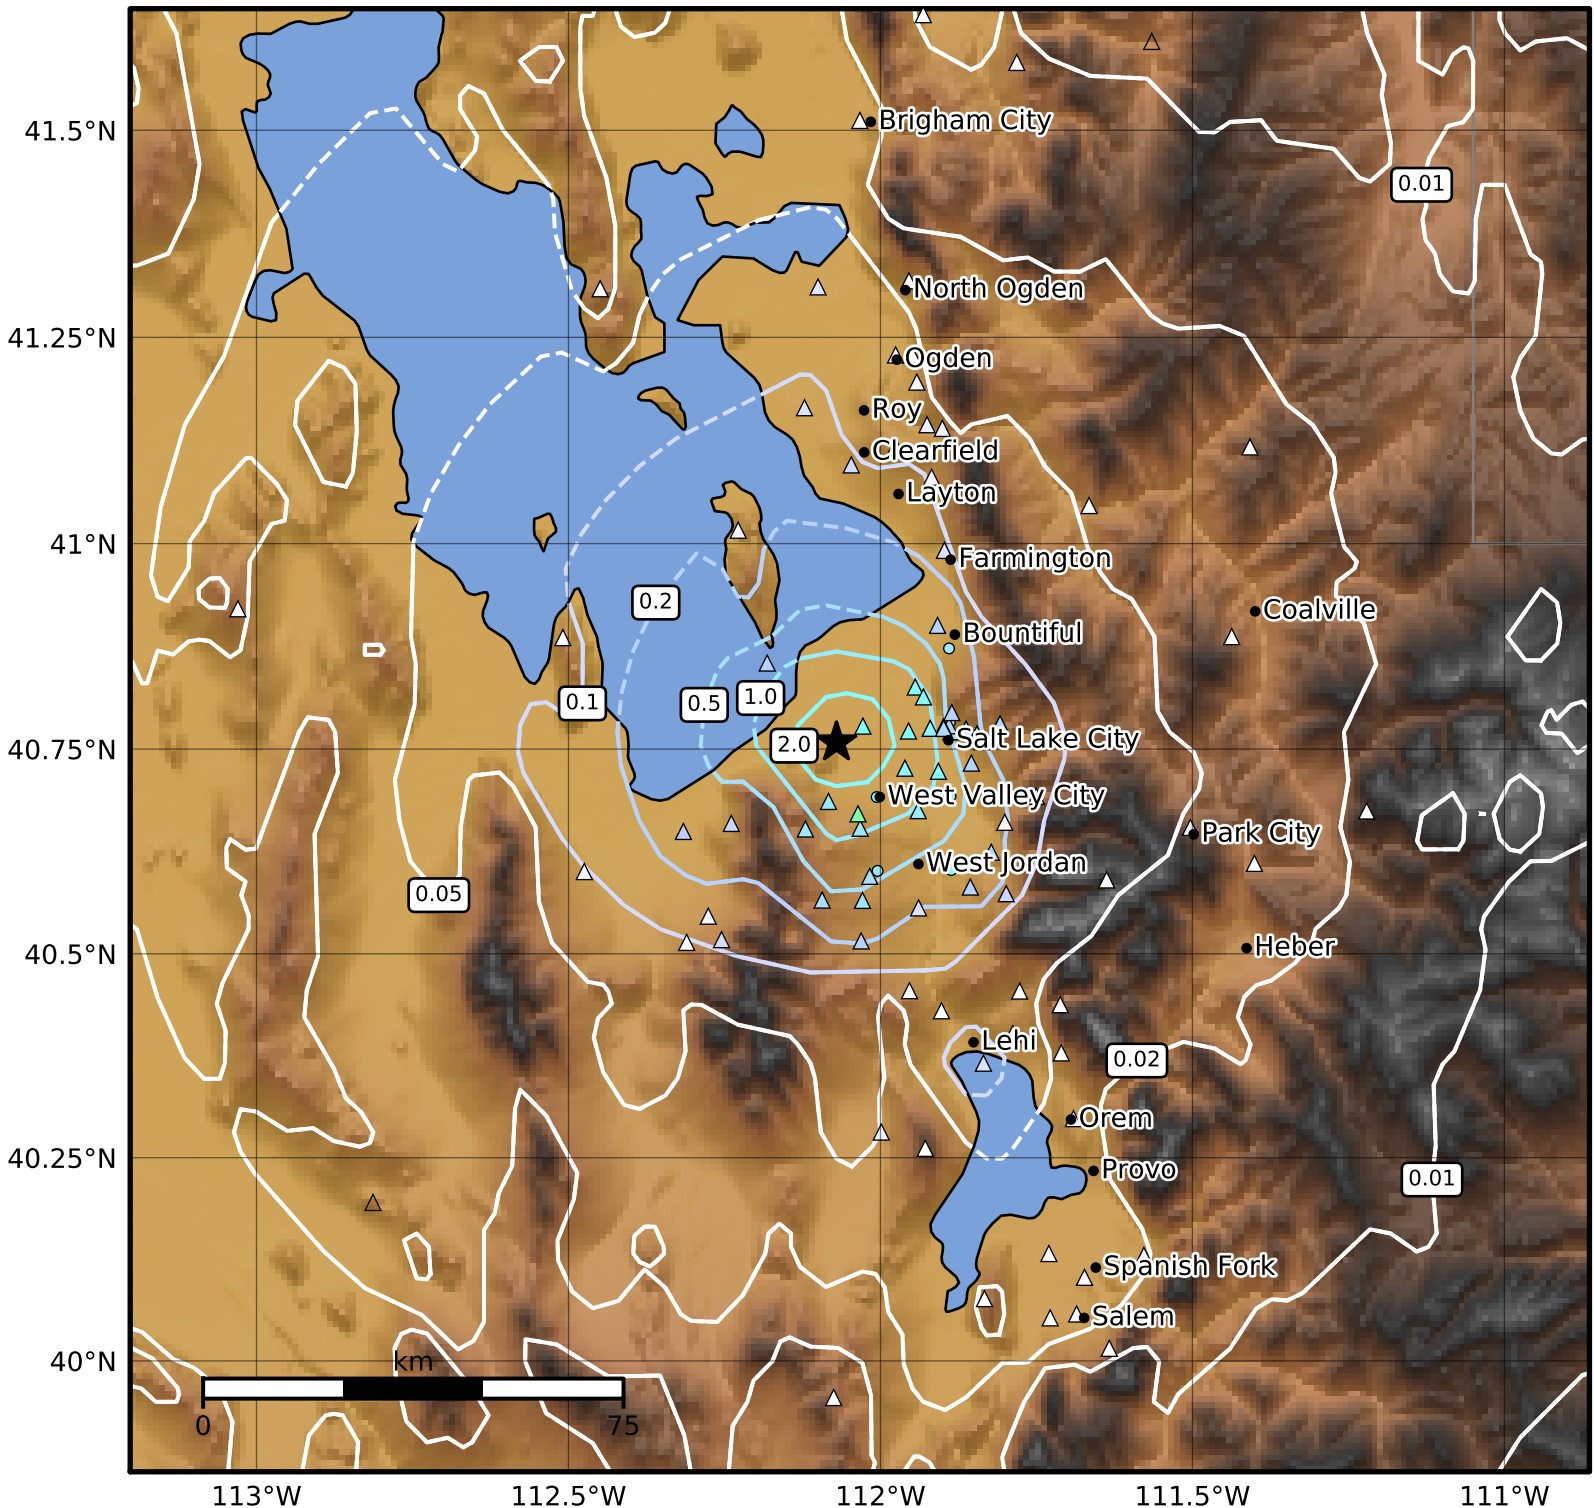 41.5°N
Brigham City
0.01
North Ogden
41.25°N
Ogden
Roy
Clearfield
Layton
41°N
Farmington
0.2
Coalville
Bountiful
0.1
0.5
1.0
40.75°N
2.0
Salt Lake City
West Valley City
Park City
West Jordan
0.05
40.5°N
Heber
Lehi
0.02
Orem
40.25°N
Provo
0.01
Spanish Fork
Salem
40°N
km
0
75
113°W
112.5°W
112°W
111.5°W
111°W